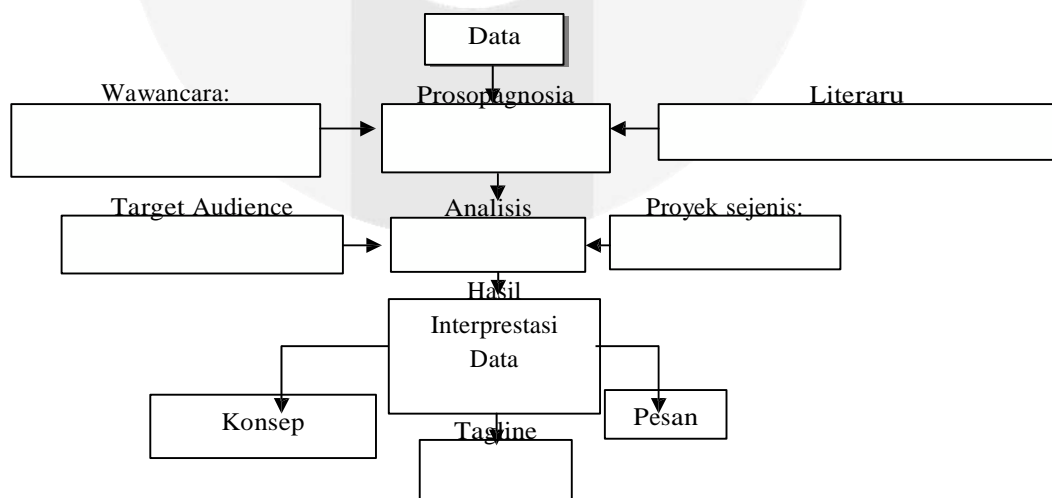 Data
Wawancara:
Prosopagnosia
Literaru
Target Audience
Analisis
Proyek sejenis:
Hasil
Interprestasi
Data
Konsep
Pesan
Tagline